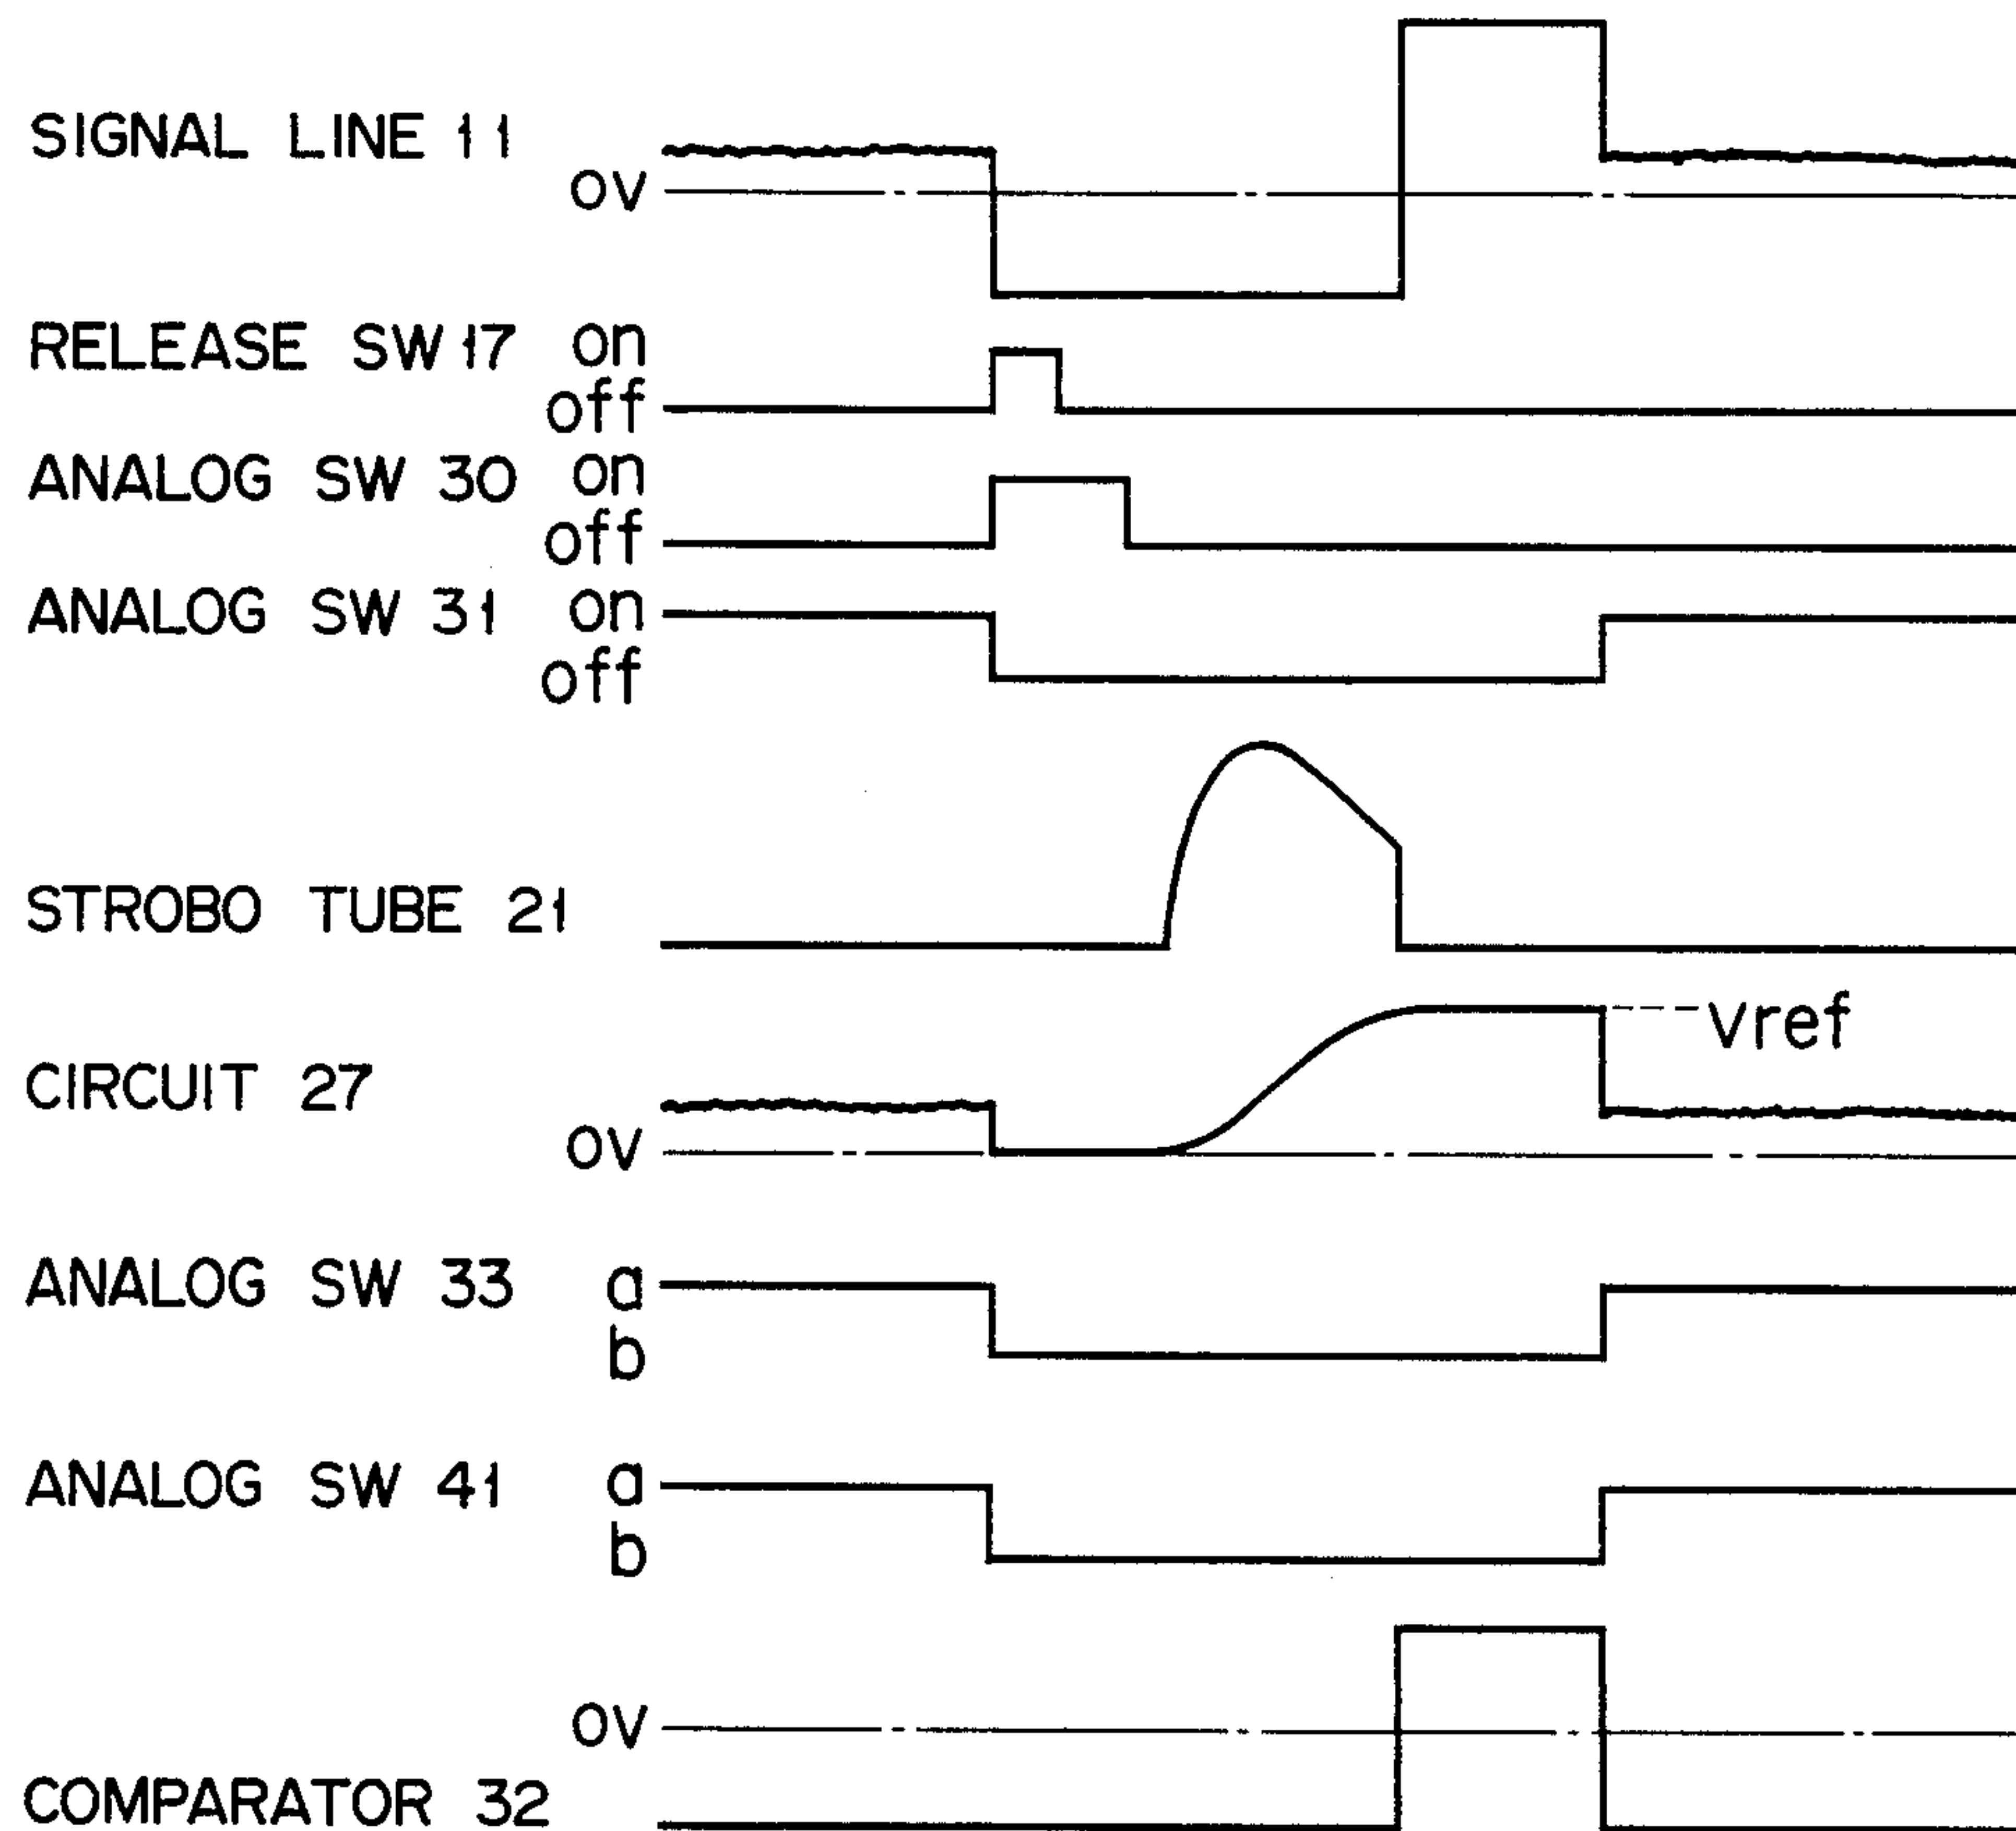 SIGNAL LINE 11
0V
RELEASE SW 17 on
off
ANALOG SW 30 on
off
ANALOG SW 31 on
off
STROBO TUBE 21
Vref
CIRCUIT 27
0V
ANALOG SW 33 a
b
ANALOG SW 41 a
b
0V
COMPARATOR 32